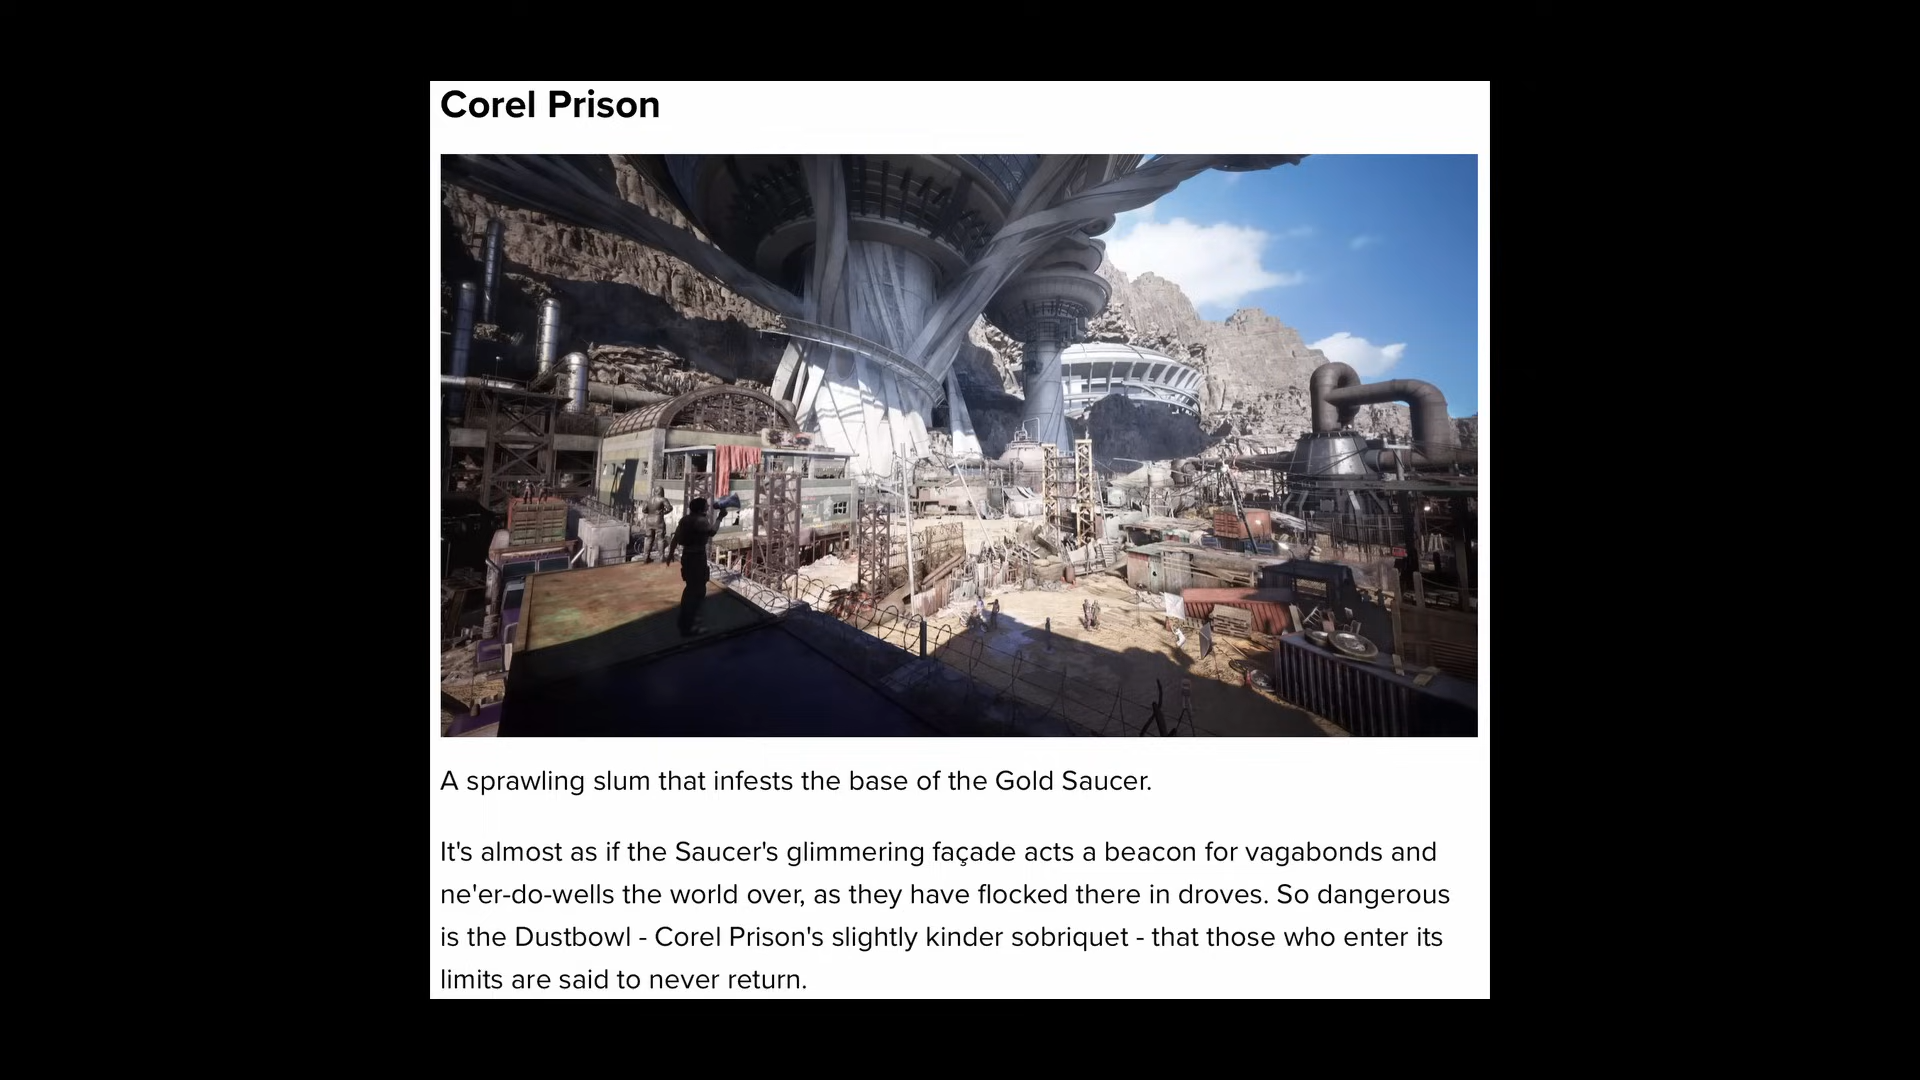 Corel Prison
A sprawling slum that infests the base of the Gold Saucer.
It's almost as if the Saucer's glimmering façade acts a beacon for vagabonds and
ne'er-do-wells the world over, as they have flocked there in droves. So dangerous
is the Dustbowl - Corel Prison's slightly kinder sobriquet - that those who enter its
limits are said to never return.